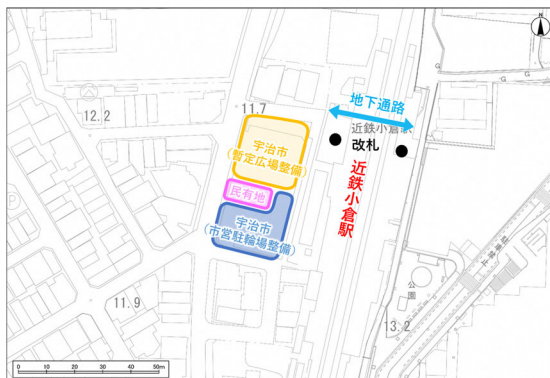 地下通路
11.7
12.2
近鉄小倉駅
改札
宇治市
(暫定広場整備)
近鉄小倉駅
民有地
宇治市
(市営駐輪場整備)
公園
11.9
13.2
0 10 20 30 40 50m